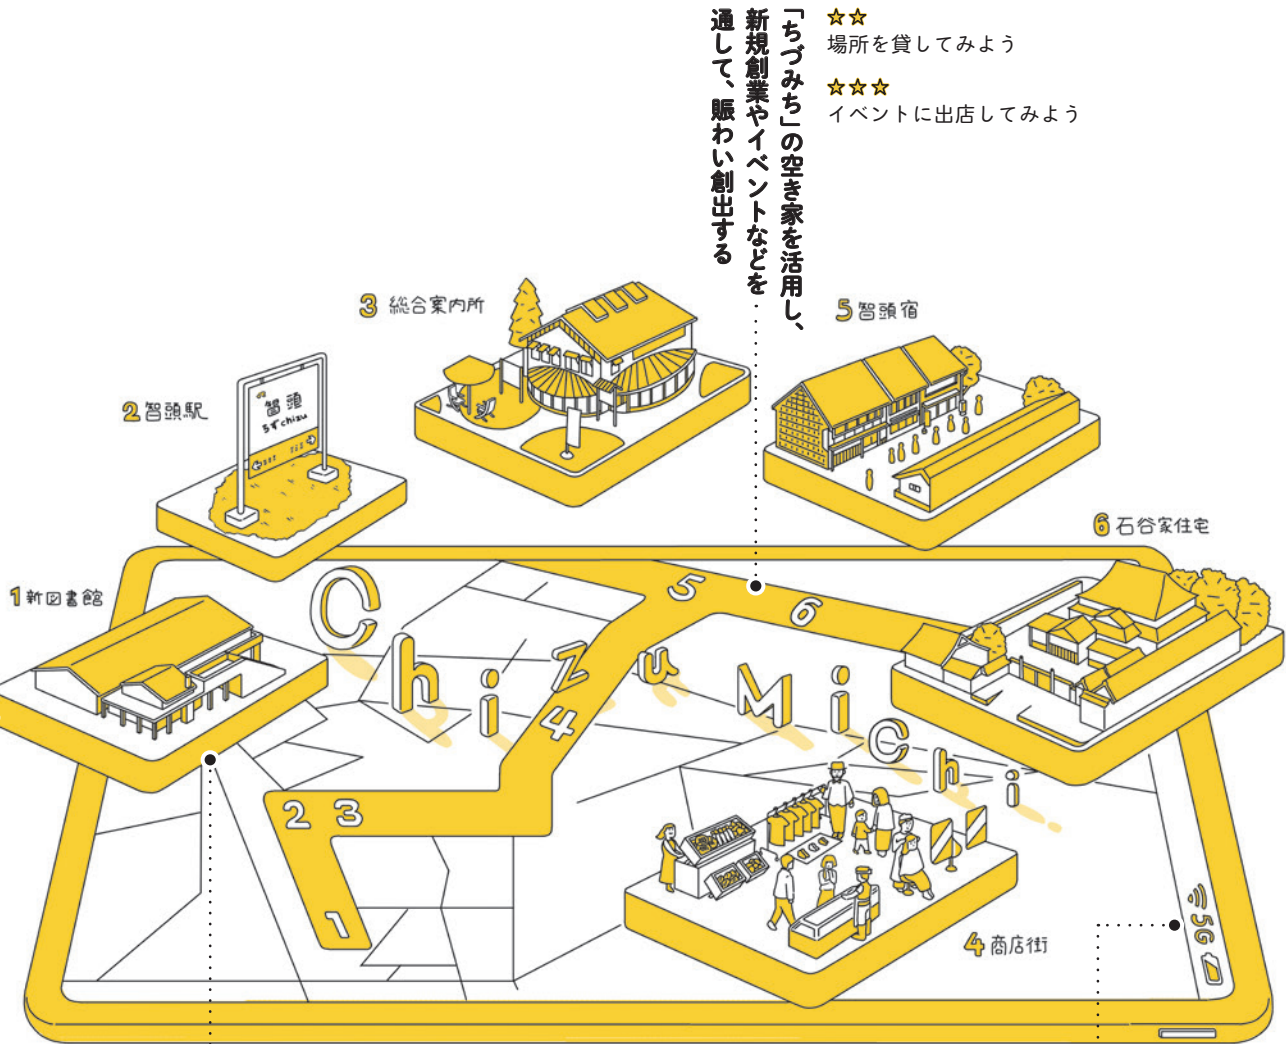 ☆☆
場所を貸してみよう
☆☆☆
イベントに出店してみよう
「ちづみち」の空き家を活用し、
新規創業やイベントなどを
通して、賑わい創出する
3 総合案内所
5 智頭宿
2 智頭駅
智頭
ちず chizu
6 石谷家住宅
1 新図書館
Chizu Michi
5
6
4
2 3
1
4 商店街
5G